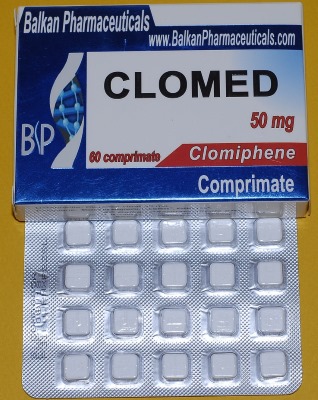 Balkan Pharmaceuticals
www.BalkanPharmaceuticals.com
CLOMED
50 mg
BP
60 comprimate
Clomiphene
Comprimate